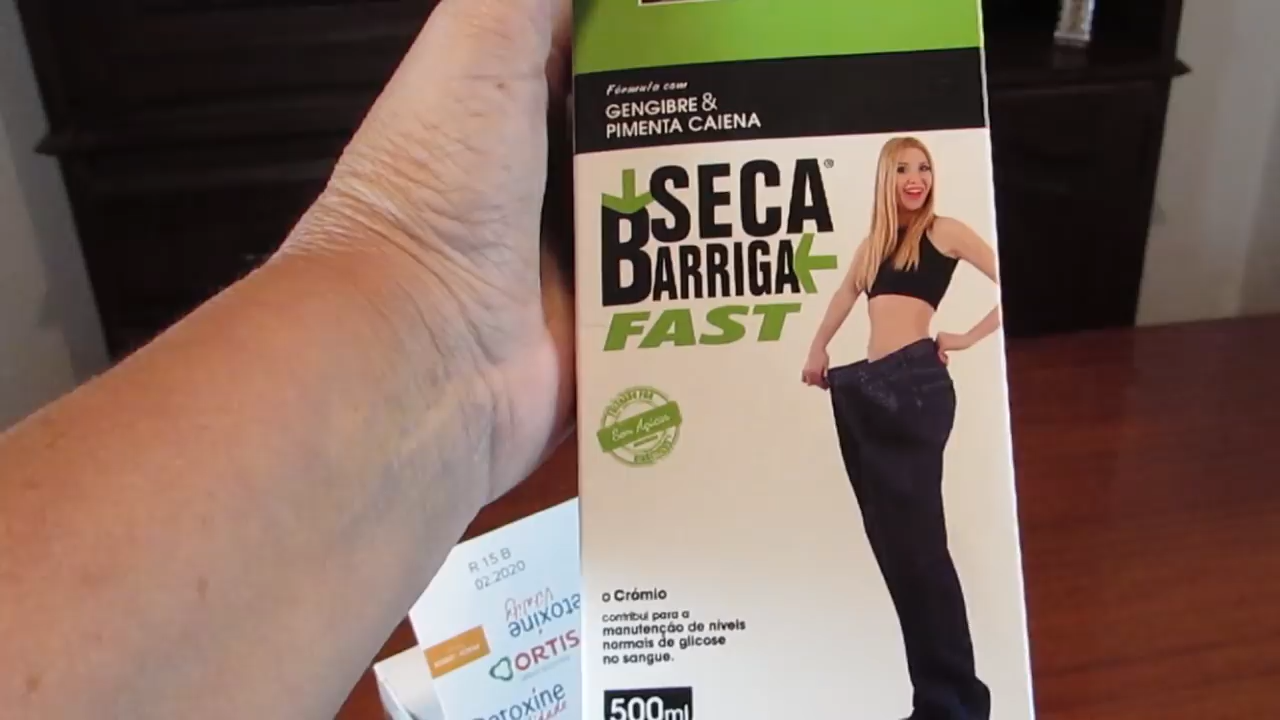 Fórmula com
GENGIBRE &
PIMENTA CAIENA
SECA®
BARRIGA
FAST
Sem Açúcar
o Crómio
contribui para a
manutenção de níveis
normais de glicose
no sangue.
500ml
R 15 B
02.2020
ORTIS